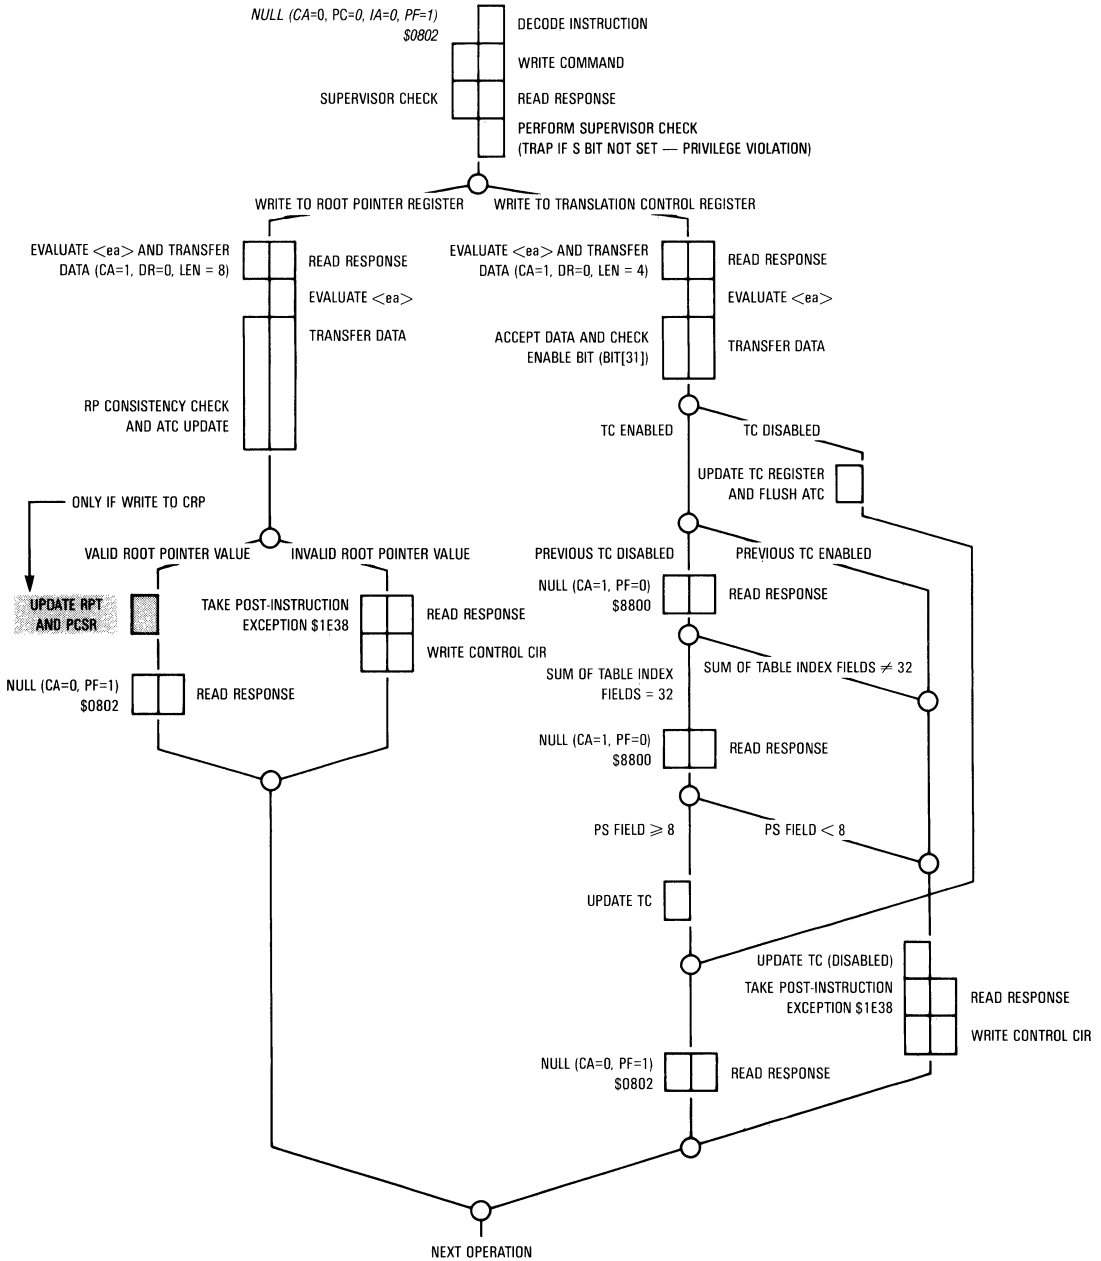 NULL (CA=0, PC=0, IA=0, PF=1)
$0802
DECODE INSTRUCTION
WRITE COMMAND
SUPERVISOR CHECK
READ RESPONSE
PERFORM SUPERVISOR CHECK
(TRAP IF S BIT NOT SET — PRIVILEGE VIOLATION)
WRITE TO ROOT POINTER REGISTER
WRITE TO TRANSLATION CONTROL REGISTER
EVALUATE <ea> AND TRANSFER
DATA (CA=1, DR=0, LEN = 8)
READ RESPONSE
EVALUATE <ea>
TRANSFER DATA
RP CONSISTENCY CHECK
AND ATC UPDATE
ONLY IF WRITE TO CRP
VALID ROOT POINTER VALUE
INVALID ROOT POINTER VALUE
UPDATE RPT
AND PCSR
TAKE POST-INSTRUCTION
EXCEPTION $1E38
READ RESPONSE
WRITE CONTROL CIR
NULL (CA=0, PF=1)
$0802
READ RESPONSE
EVALUATE <ea> AND TRANSFER
DATA (CA=1, DR=0, LEN = 4)
READ RESPONSE
EVALUATE <ea>
ACCEPT DATA AND CHECK
ENABLE BIT (BIT[31])
TRANSFER DATA
TC ENABLED
TC DISABLED
UPDATE TC REGISTER
AND FLUSH ATC
PREVIOUS TC DISABLED
PREVIOUS TC ENABLED
NULL (CA=1, PF=0)
$8800
READ RESPONSE
SUM OF TABLE INDEX
FIELDS = 32
SUM OF TABLE INDEX FIELDS ≠ 32
NULL (CA=1, PF=0)
$8800
READ RESPONSE
PS FIELD ⩾ 8
PS FIELD < 8
UPDATE TC
UPDATE TC (DISABLED)
TAKE POST-INSTRUCTION
EXCEPTION $1E38
READ RESPONSE
WRITE CONTROL CIR
NULL (CA=0, PF=1)
$0802
READ RESPONSE
NEXT OPERATION